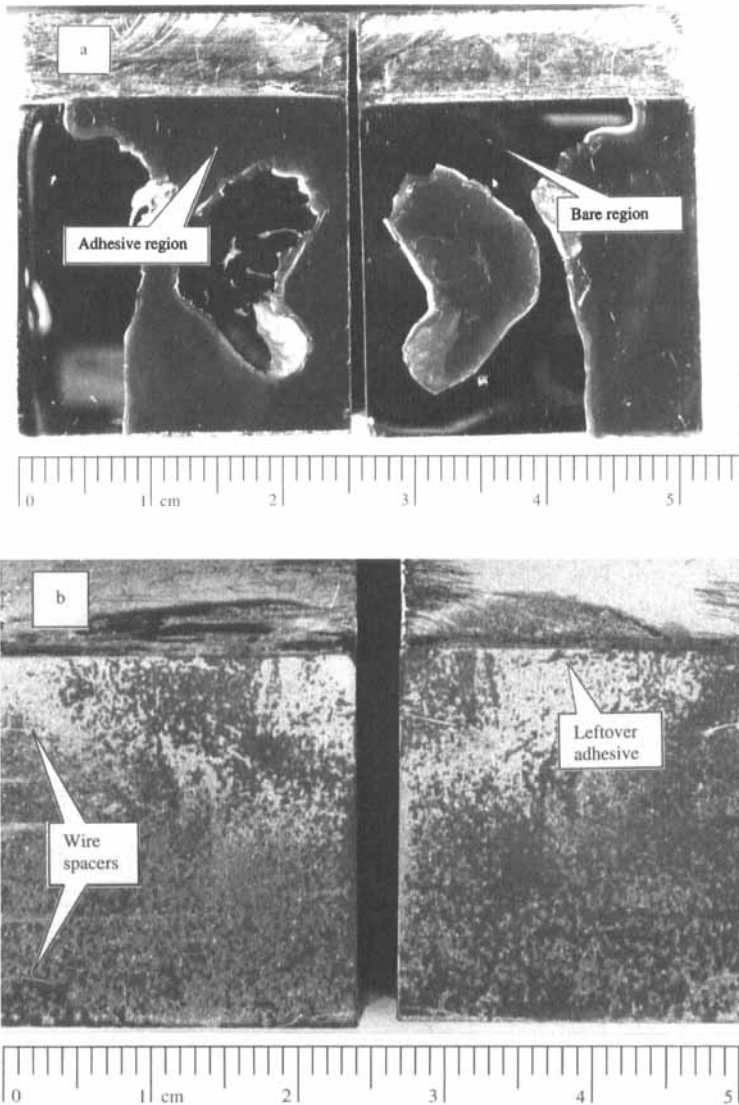 a
Adhesive region
Bare region
0 1 cm 2 3 4 5
b
Leftover
adhesive
Wire
spacers
0 1 cm 2 3 4 5